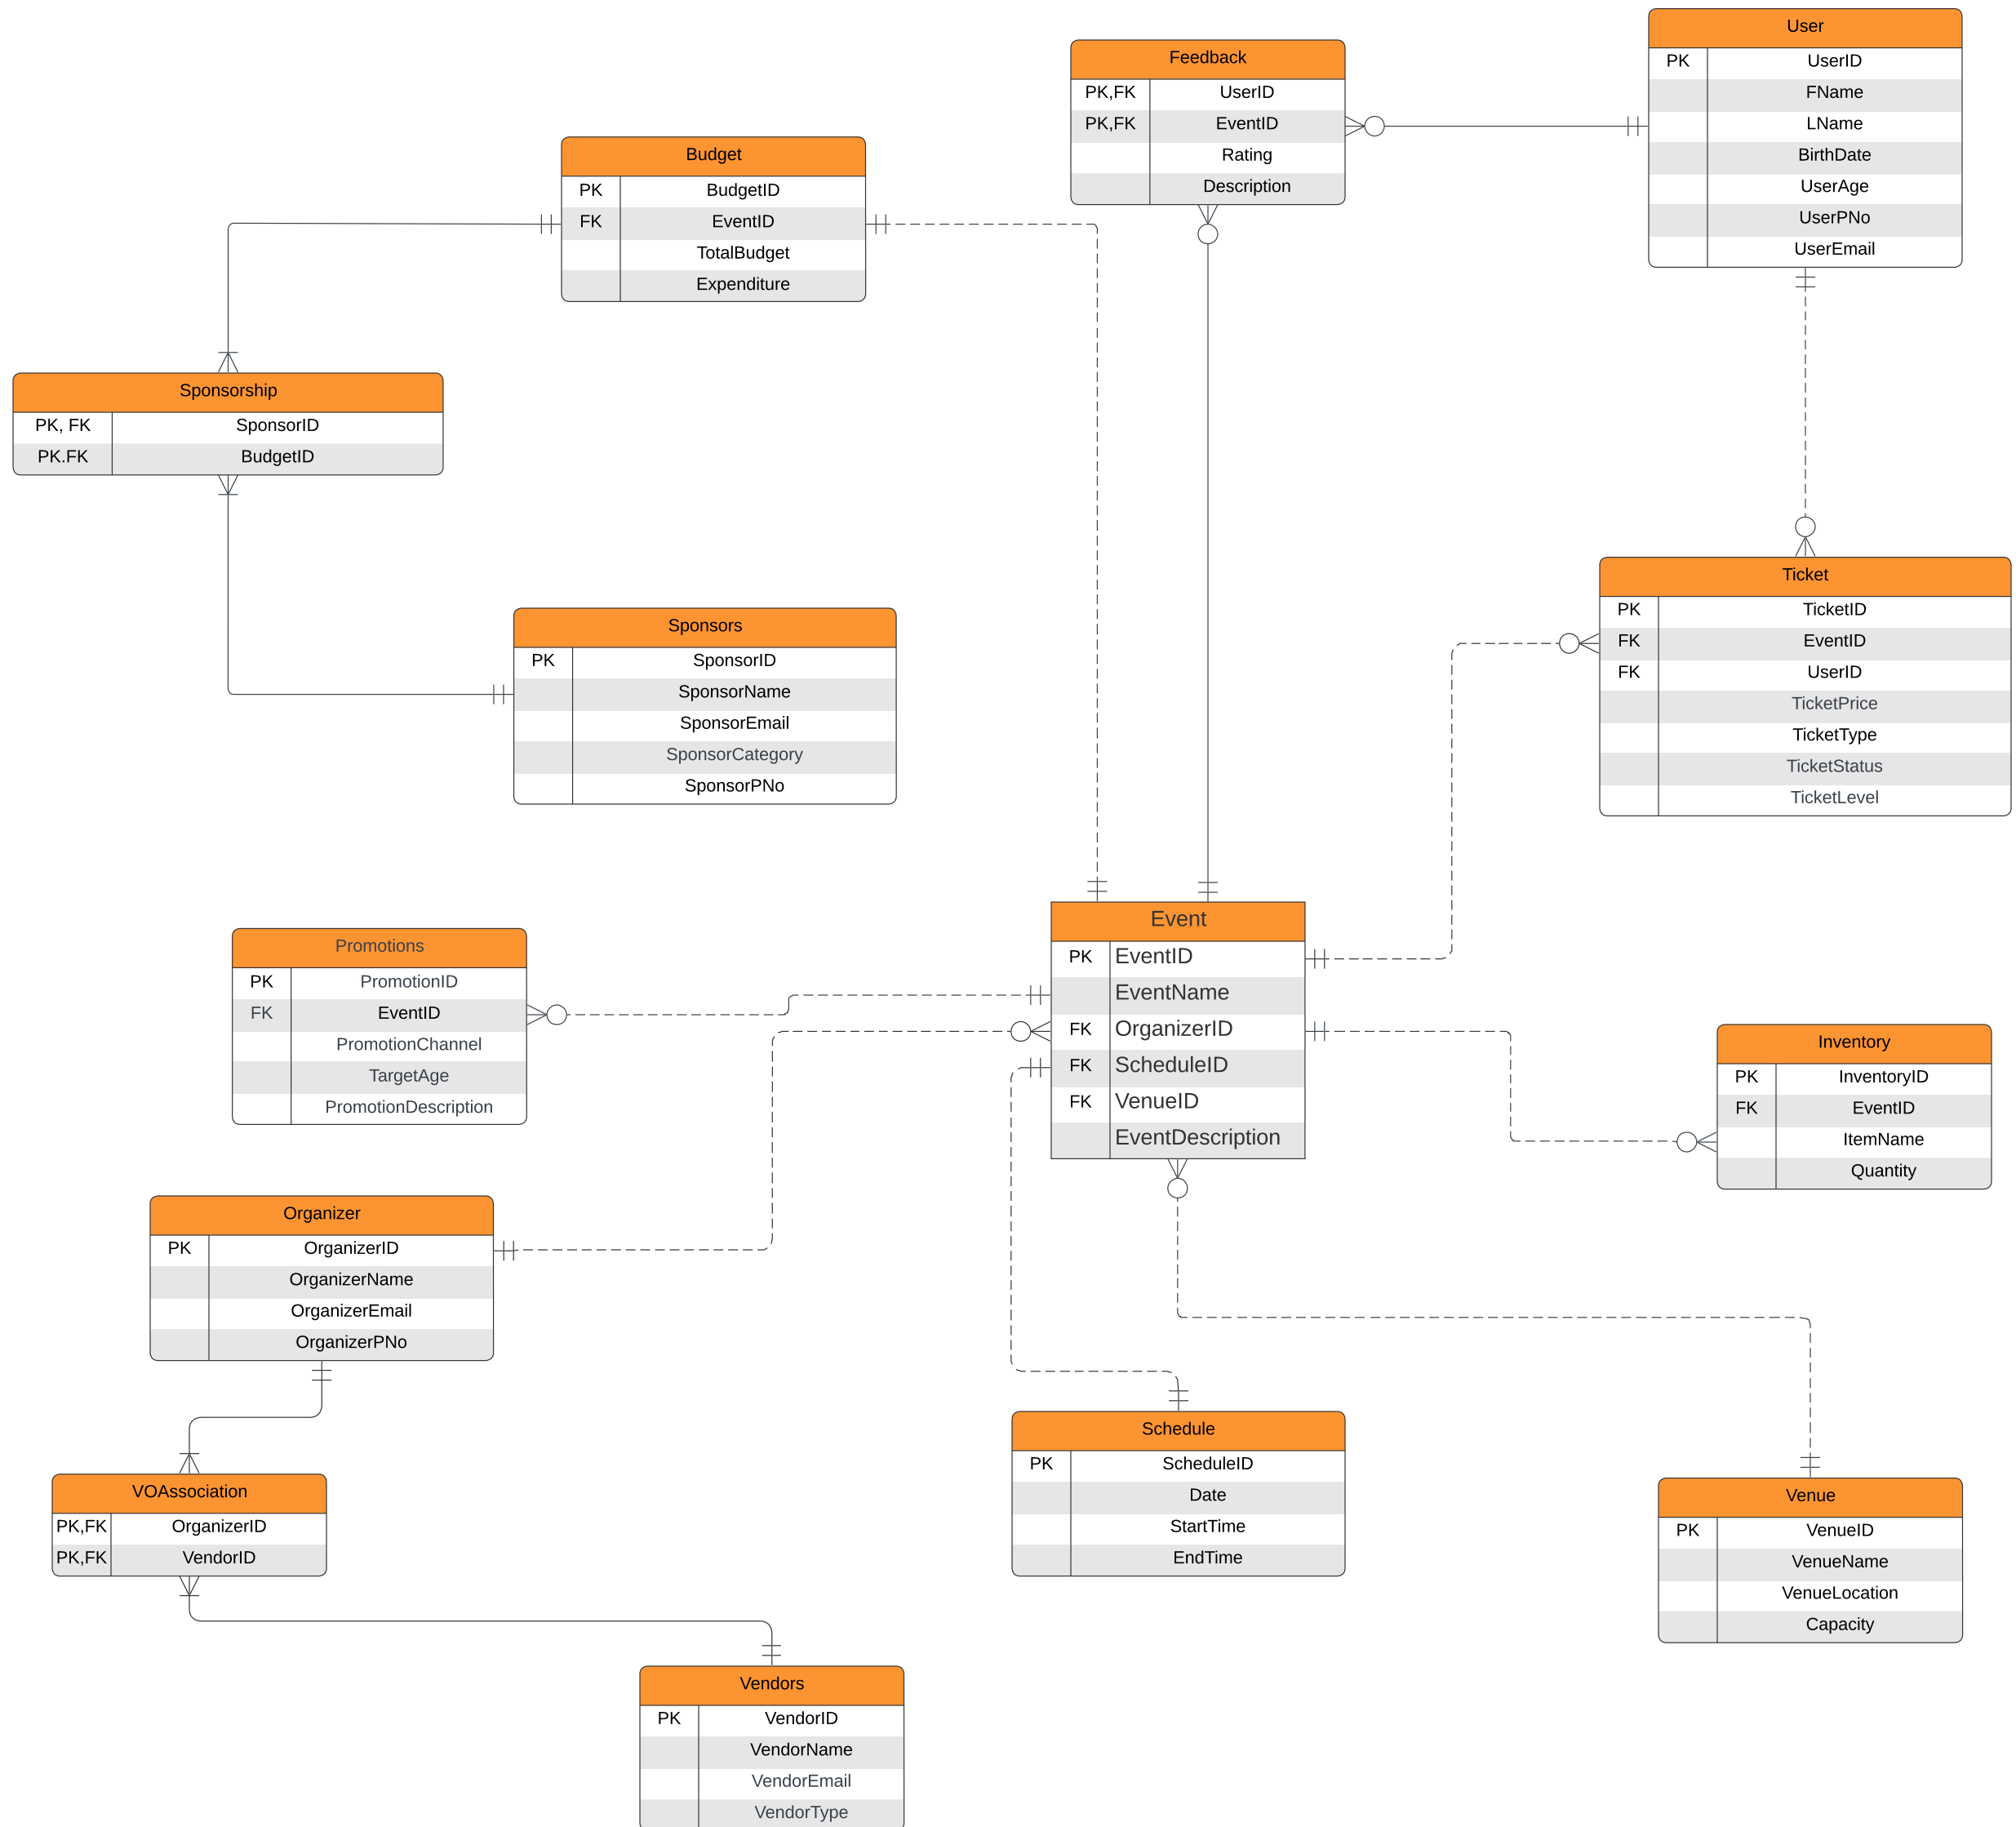 User
PK UserID
FName
LName
BirthDate
UserAge
UserPNo
UserEmail
Feedback
PK,FK UserID
PK,FK EventID
Rating
Description
Budget
PK BudgetID
FK EventID
TotalBudget
Expenditure
Sponsorship
PK, FK SponsorID
PK.FK BudgetID
Sponsors
PK SponsorID
SponsorName
SponsorEmail
SponsorCategory
SponsorPNo
Ticket
PK TicketID
FK EventID
FK UserID
TicketPrice
TicketType
TicketStatus
TicketLevel
Event
PK EventID
EventName
FK OrganizerID
FK ScheduleID
FK VenueID
EventDescription
Promotions
PK PromotionID
FK EventID
PromotionChannel
TargetAge
PromotionDescription
Inventory
PK InventoryID
FK EventID
ItemName
Quantity
Organizer
PK OrganizerID
OrganizerName
OrganizerEmail
OrganizerPNo
Schedule
PK ScheduleID
Date
StartTime
EndTime
VOAssociation
PK,FK OrganizerID
PK,FK VendorID
Venue
PK VenueID
VenueName
VenueLocation
Capacity
Vendors
PK VendorID
VendorName
VendorEmail
VendorType